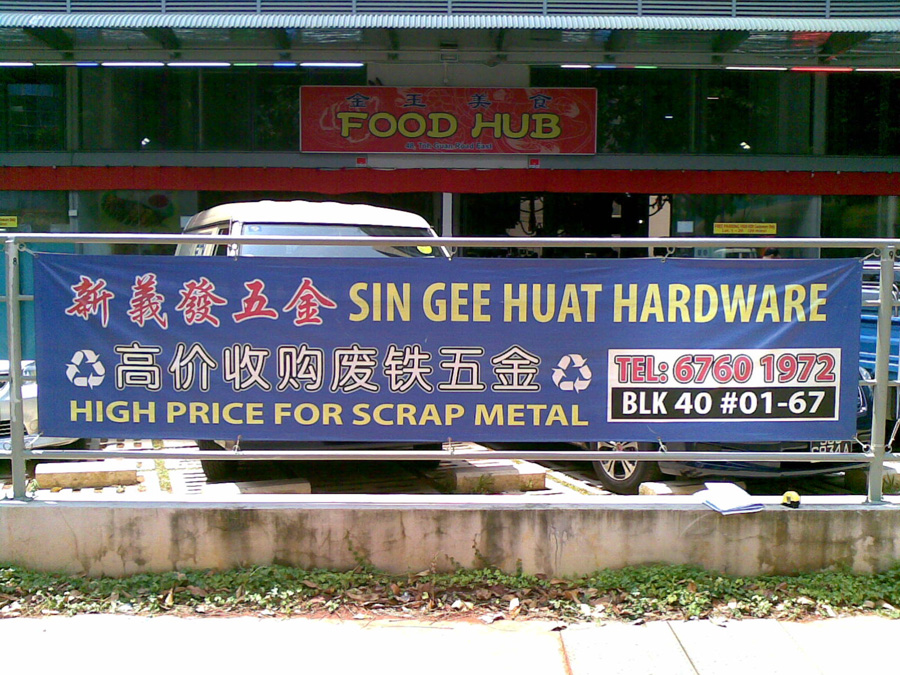 金王美食
FOOD HUB
新義發五金 SIN GEE HUAT HARDWARE
高价收购废铁五金
HIGH PRICE FOR SCRAP METAL
TEL: 6760 1972
BLK 40 #01-67